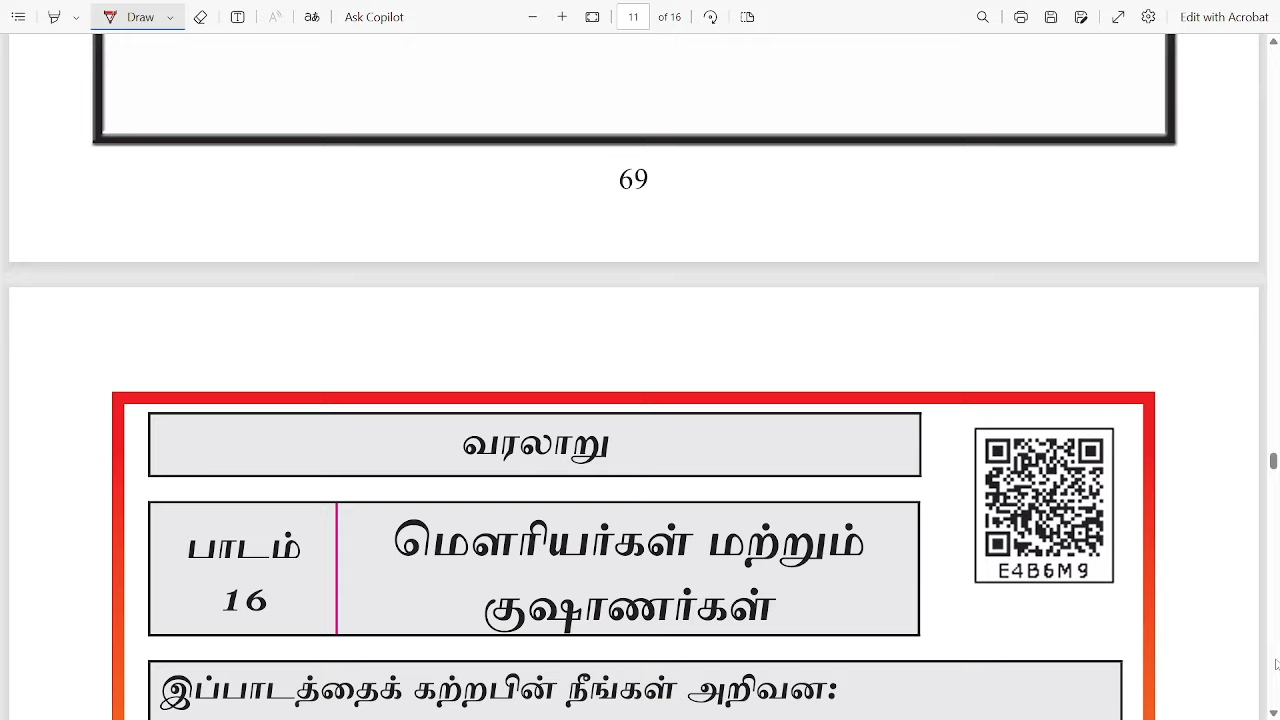 Draw
Ask Copilot
11 of 16
Edit with Acrobat
69
வரலாறு
E4B6M9
பாடம்
16
மௌரியர்கள் மற்றும்
குஷாணர்கள்
இப்பாடத்தைக் கற்றபின் நீங்கள் அறிவன: